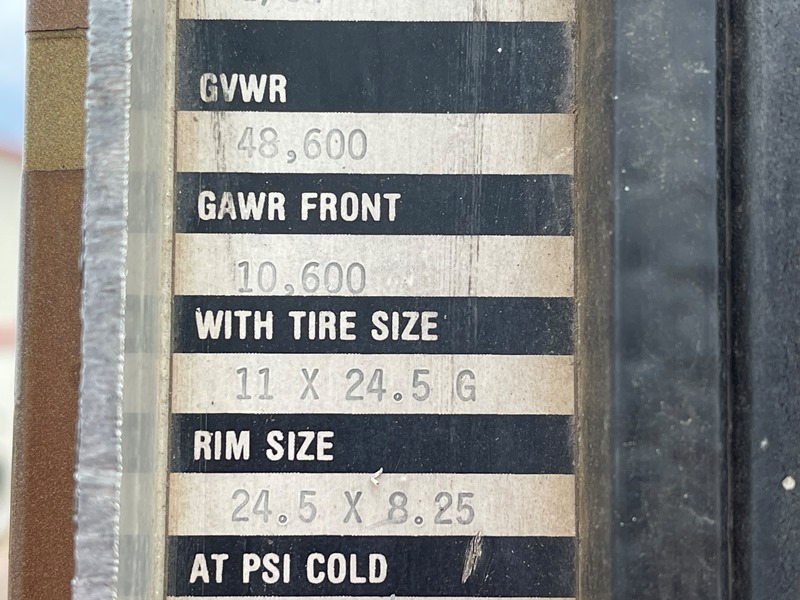 GVWR
48,600
GAWR FRONT
10,600
WITH TIRE SIZE
11 X 24.5 G
RIM SIZE
24.5 X 8.25
AT PSI COLD